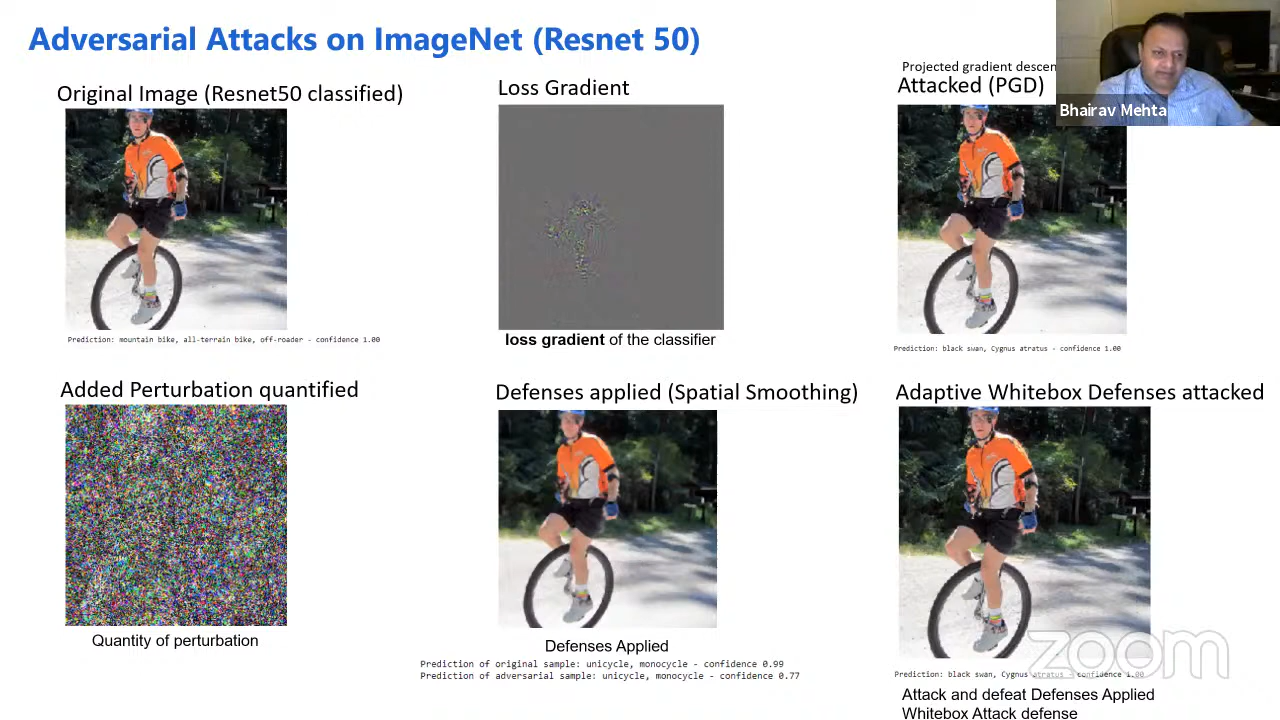 Adversarial Attacks on ImageNet (Resnet 50)
Original Image (Resnet50 classified)
Prediction: mountain bike, all-terrain bike, off-roader - confidence 1.00
Loss Gradient
loss gradient of the classifier
Projected gradient descen
Attacked (PGD)
Prediction: black swan, Cygnus atratus - confidence 1.00
Bhairav Mehta
Added Perturbation quantified
Quantity of perturbation
Defenses applied (Spatial Smoothing)
Defenses Applied
Prediction of original sample: unicycle, monocycle - confidence 0.99
Prediction of adversarial sample: unicycle, monocycle - confidence 0.77
Adaptive Whitebox Defenses attacked
Prediction: black swan, Cygnus atratus - confidence 1.00
Attack and defeat Defenses Applied
Whitebox Attack defense
zoom